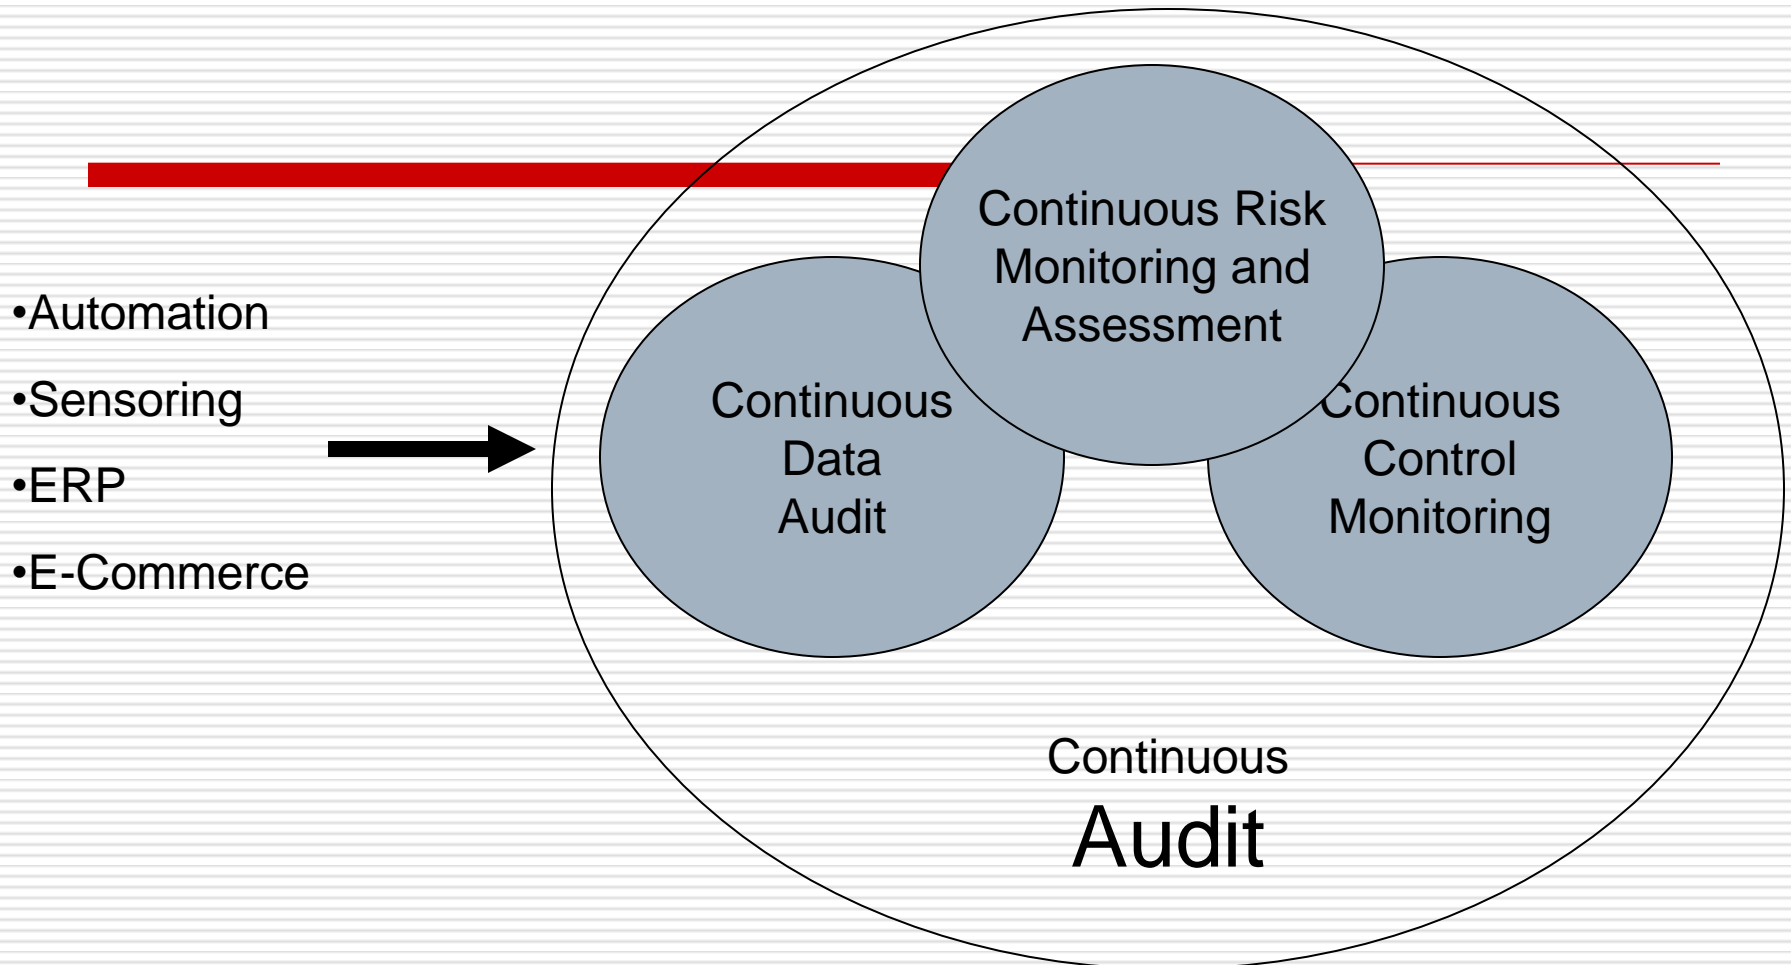 •Automation
•Sensoring
•ERP
•E-Commerce
Continuous Risk
Monitoring and
Assessment
Continuous
Data
Audit
Continuous
Control
Monitoring
Continuous
Audit